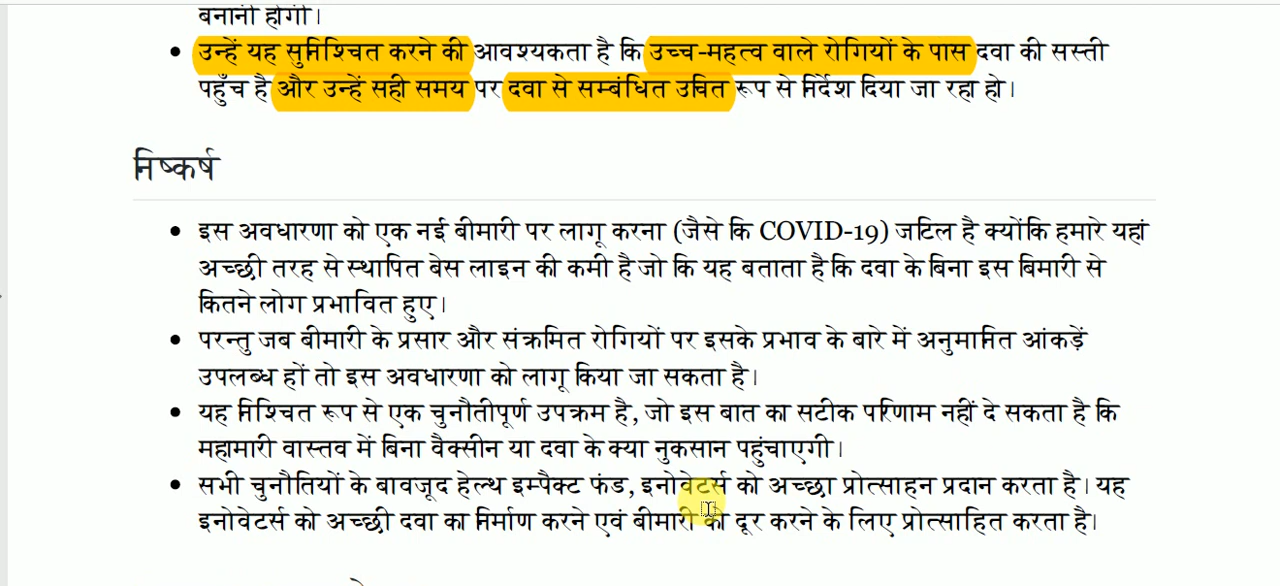 बनानी होगी।
• उन्हें यह सुनिश्चित करने की आवश्यकता है कि उच्च-महत्व वाले रोगियों के पास दवा की सस्ती
पहुँच है और उन्हें सही समय पर दवा से सम्बंधित उचित रूप से निर्देश दिया जा रहा हो।
निष्कर्ष
• इस अवधारणा को एक नई बीमारी पर लागू करना (जैसे कि COVID-19) जटिल है क्योंकि हमारे यहां
अच्छी तरह से स्थापित बेस लाइन की कमी है जो कि यह बताता है कि दवा के बिना इस बिमारी से
कितने लोग प्रभावित हुए।
• परन्तु जब बीमारी के प्रसार और संक्रमित रोगियों पर इसके प्रभाव के बारे में अनुमानित आंकड़ें
उपलब्ध हों तो इस अवधारणा को लागू किया जा सकता है।
• यह निश्चित रूप से एक चुनौतीपूर्ण उपक्रम है, जो इस बात का सटीक परिणाम नहीं दे सकता है कि
महामारी वास्तव में बिना वैक्सीन या दवा के क्या नुकसान पहुंचाएगी।
• सभी चुनौतियों के बावजूद हेल्थ इम्पैक्ट फंड, इनोवेटर्स को अच्छा प्रोत्साहन प्रदान करता है। यह
इनोवेटर्स को अच्छी दवा का निर्माण करने एवं बीमारी को दूर करने के लिए प्रोत्साहित करता है।